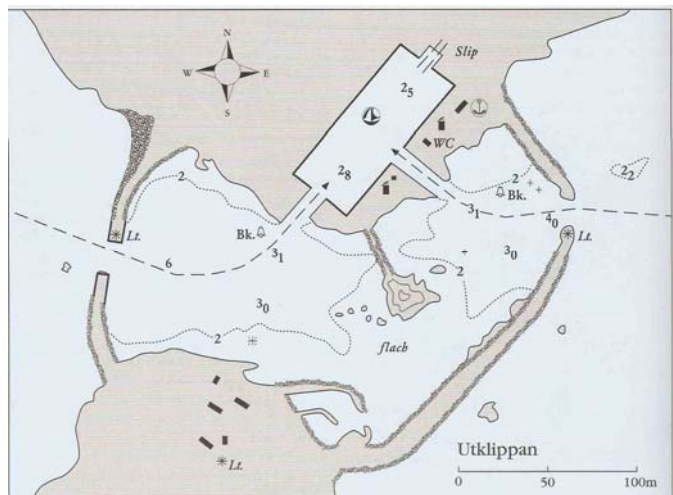 N
W E
S
Slip
2₅
WC
2₈
2
2
Bk.
2₂
3₁
4₀
Lt.
Bk.
3₁
Lt.
6
2
3₀
3₀
2
flach
Utklippan
Lt.
0 50 100m